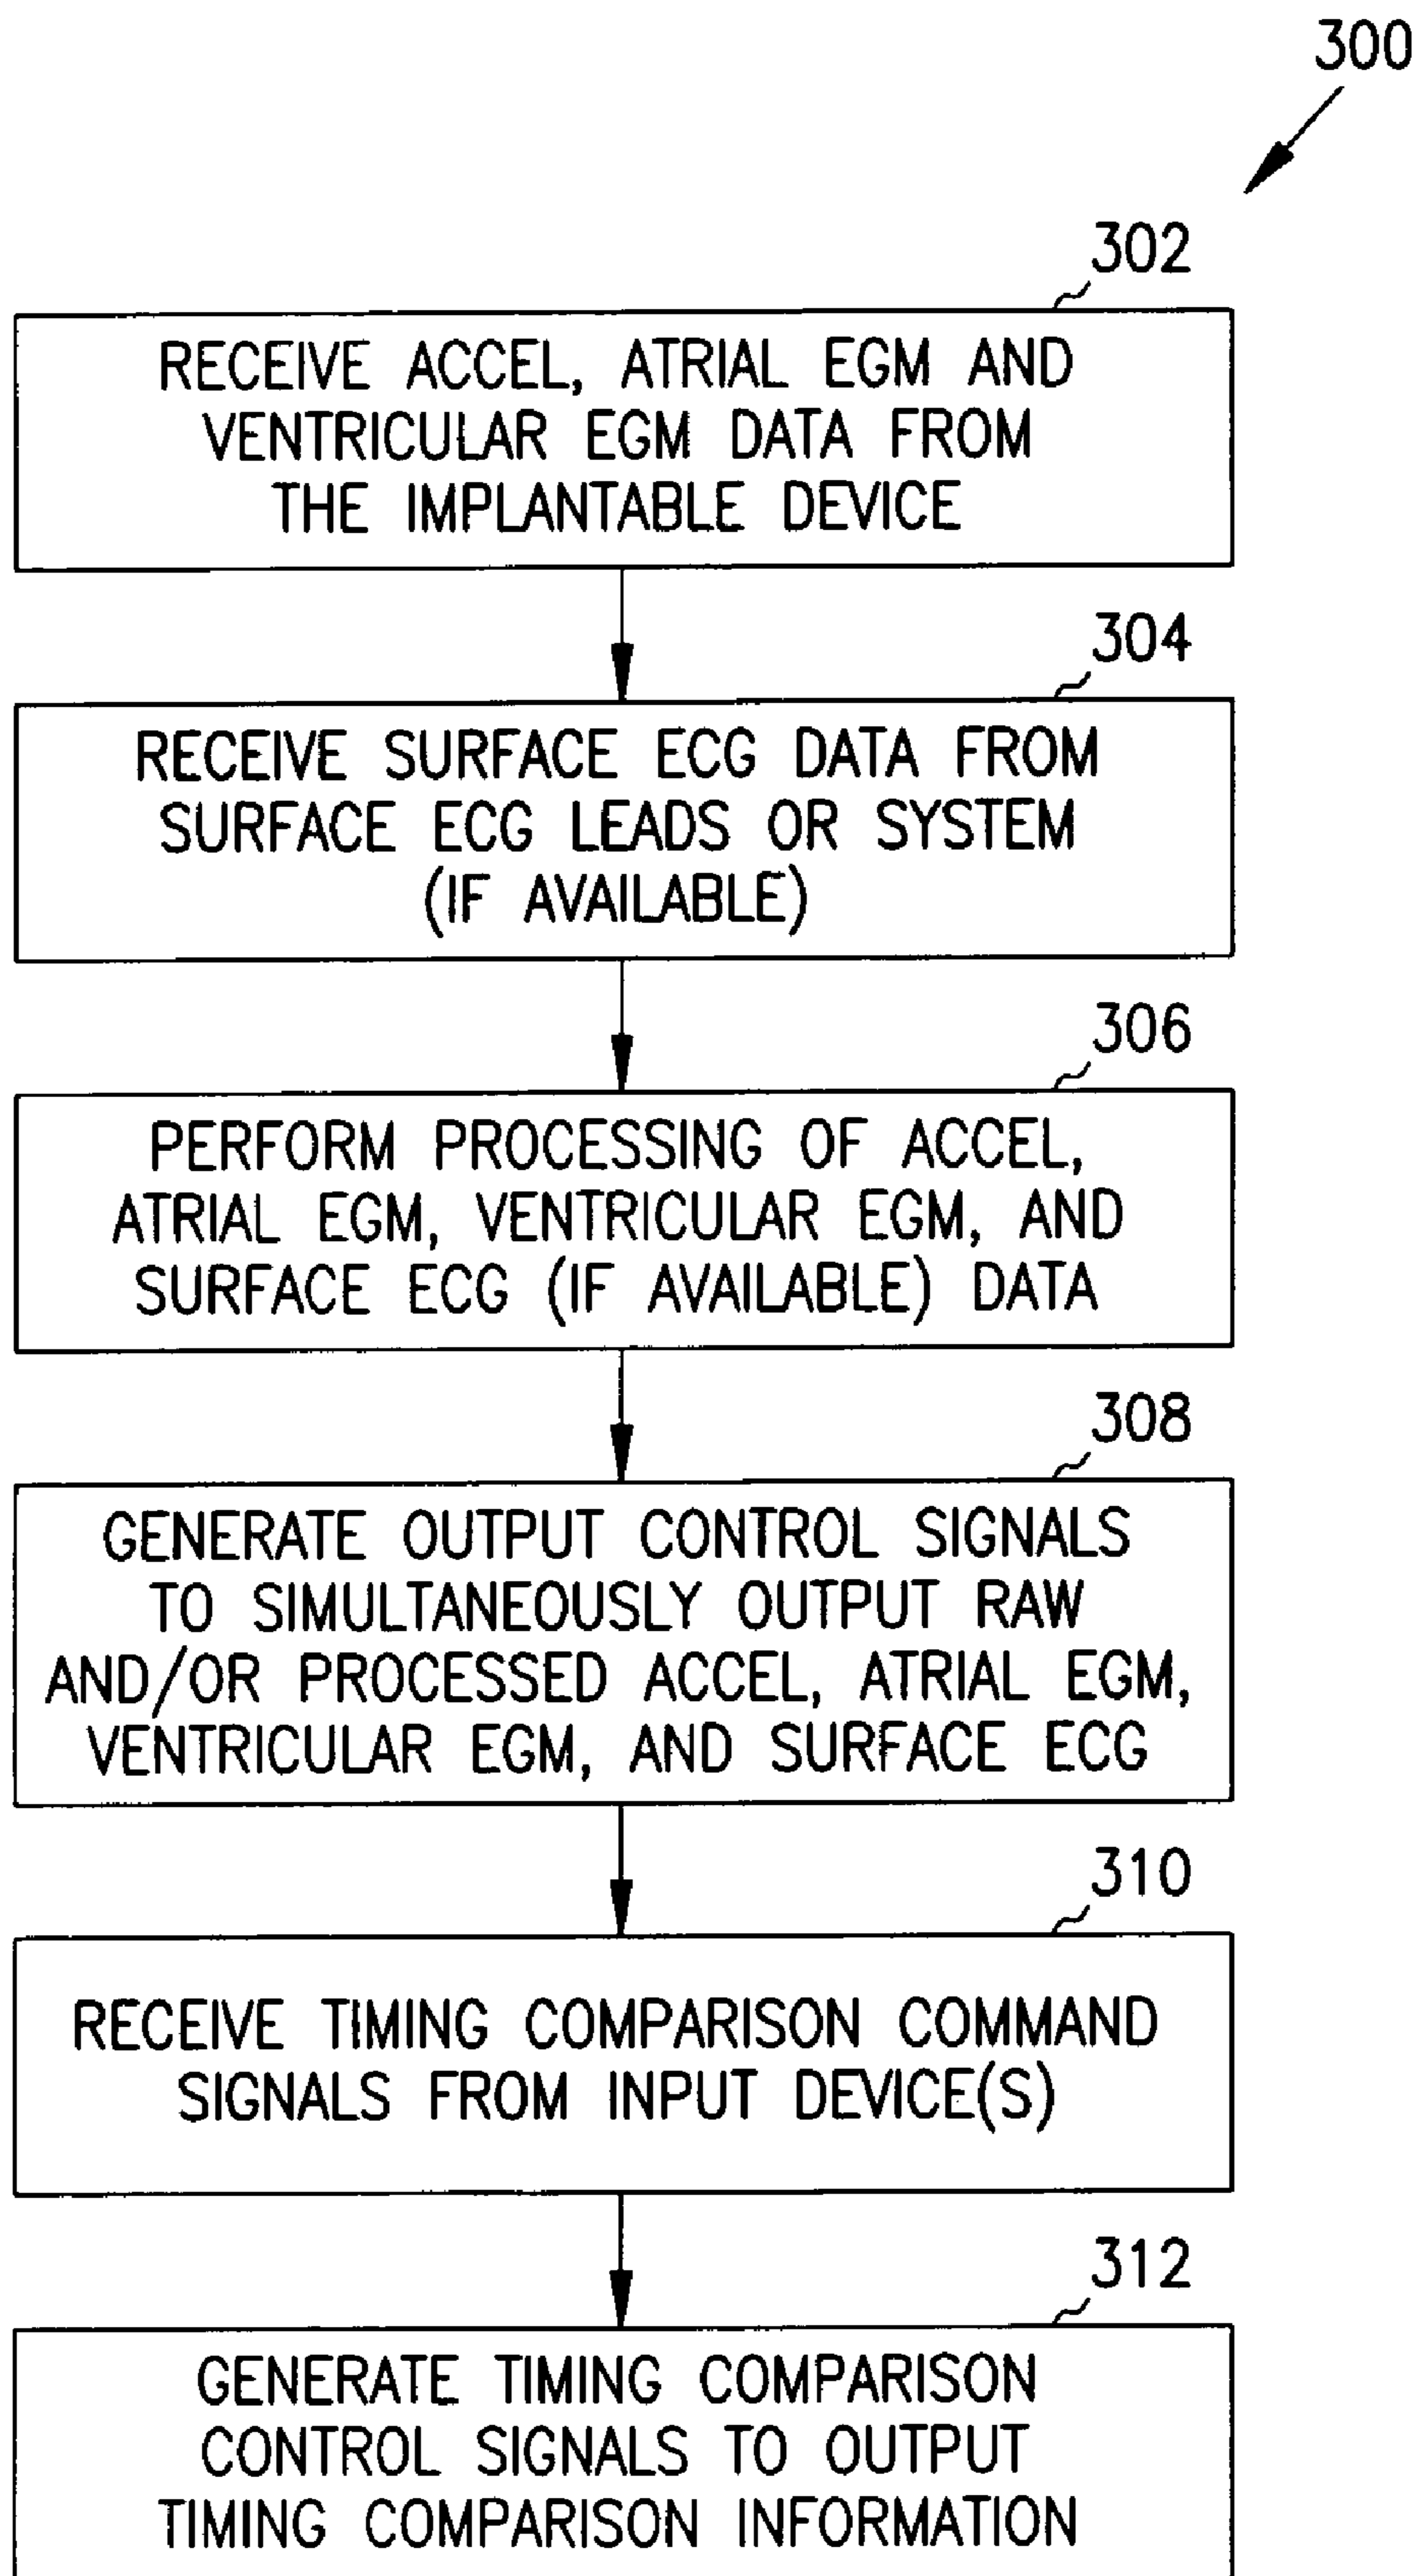 300
302
RECEIVE ACCEL, ATRIAL EGM AND
VENTRICULAR EGM DATA FROM
THE IMPLANTABLE DEVICE
304
RECEIVE SURFACE ECG DATA FROM
SURFACE ECG LEADS OR SYSTEM
(IF AVAILABLE)
306
PERFORM PROCESSING OF ACCEL,
ATRIAL EGM, VENTRICULAR EGM, AND
SURFACE ECG (IF AVAILABLE) DATA
308
GENERATE OUTPUT CONTROL SIGNALS
TO SIMULTANEOUSLY OUTPUT RAW
AND/OR PROCESSED ACCEL, ATRIAL EGM,
VENTRICULAR EGM, AND SURFACE ECG
310
RECEIVE TIMING COMPARISON COMMAND
SIGNALS FROM INPUT DEVICE(S)
312
GENERATE TIMING COMPARISON
CONTROL SIGNALS TO OUTPUT
TIMING COMPARISON INFORMATION